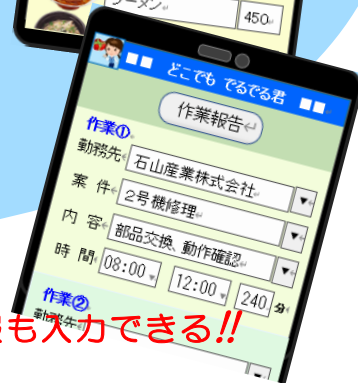 ラーメン 450
■■ どこでも でるでる君 ■■
作業報告
作業①
勤務先 石山産業株式会社 ▼
案 件 2号機修理 ▼
内 容 部品交換、動作確認 ▼
時 間 08:00 12:00 240 分
作業②
勤務先
も入力できる!!